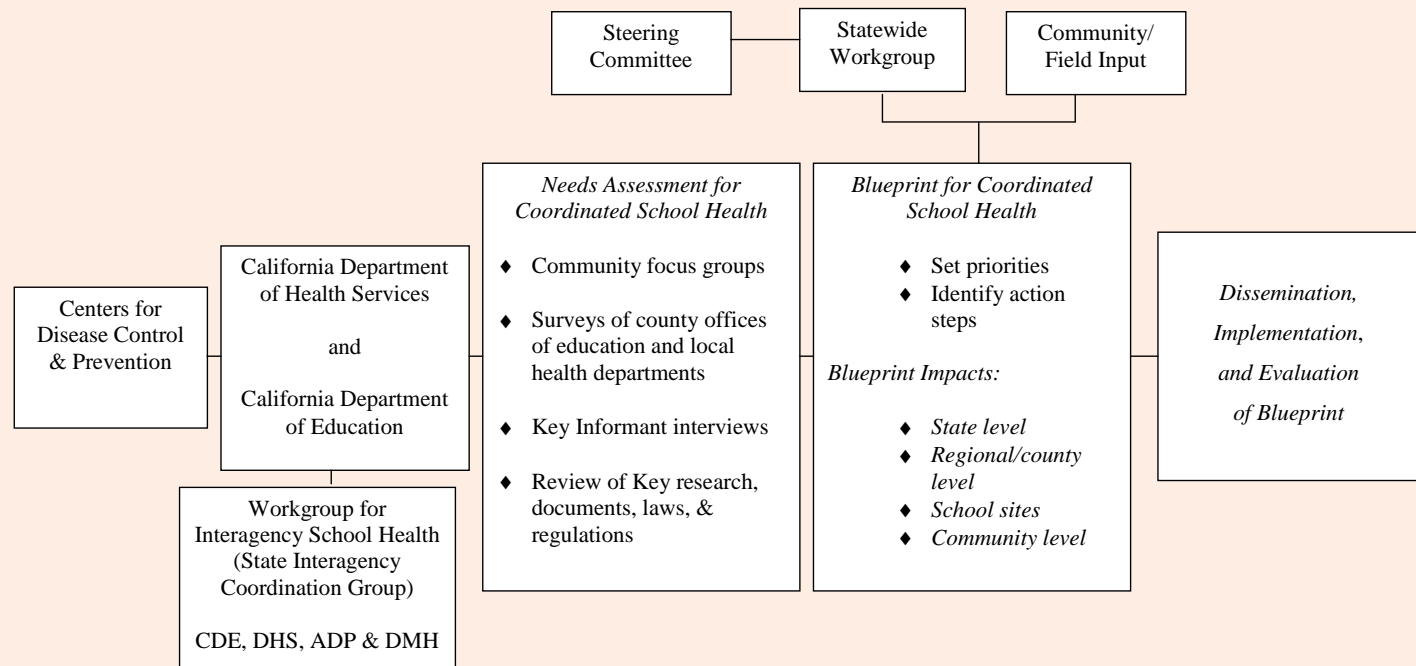 Steering
Committee
Statewide
Workgroup
Community/
Field Input
Centers for
Disease Control
& Prevention
California Department
of Health Services
and
California Department
of Education
Workgroup for
Interagency School Health
(State Interagency
Coordination Group)
CDE, DHS, ADP & DMH
Needs Assessment for
Coordinated School Health
♦ Community focus groups
♦ Surveys of county offices
of education and local
health departments
♦ Key Informant interviews
♦ Review of Key research,
documents, laws, &
regulations
Blueprint for Coordinated
School Health
♦ Set priorities
♦ Identify action
steps
Blueprint Impacts:
♦ State level
♦ Regional/county
level
♦ School sites
♦ Community level
Dissemination,
Implementation,
and Evaluation
of Blueprint